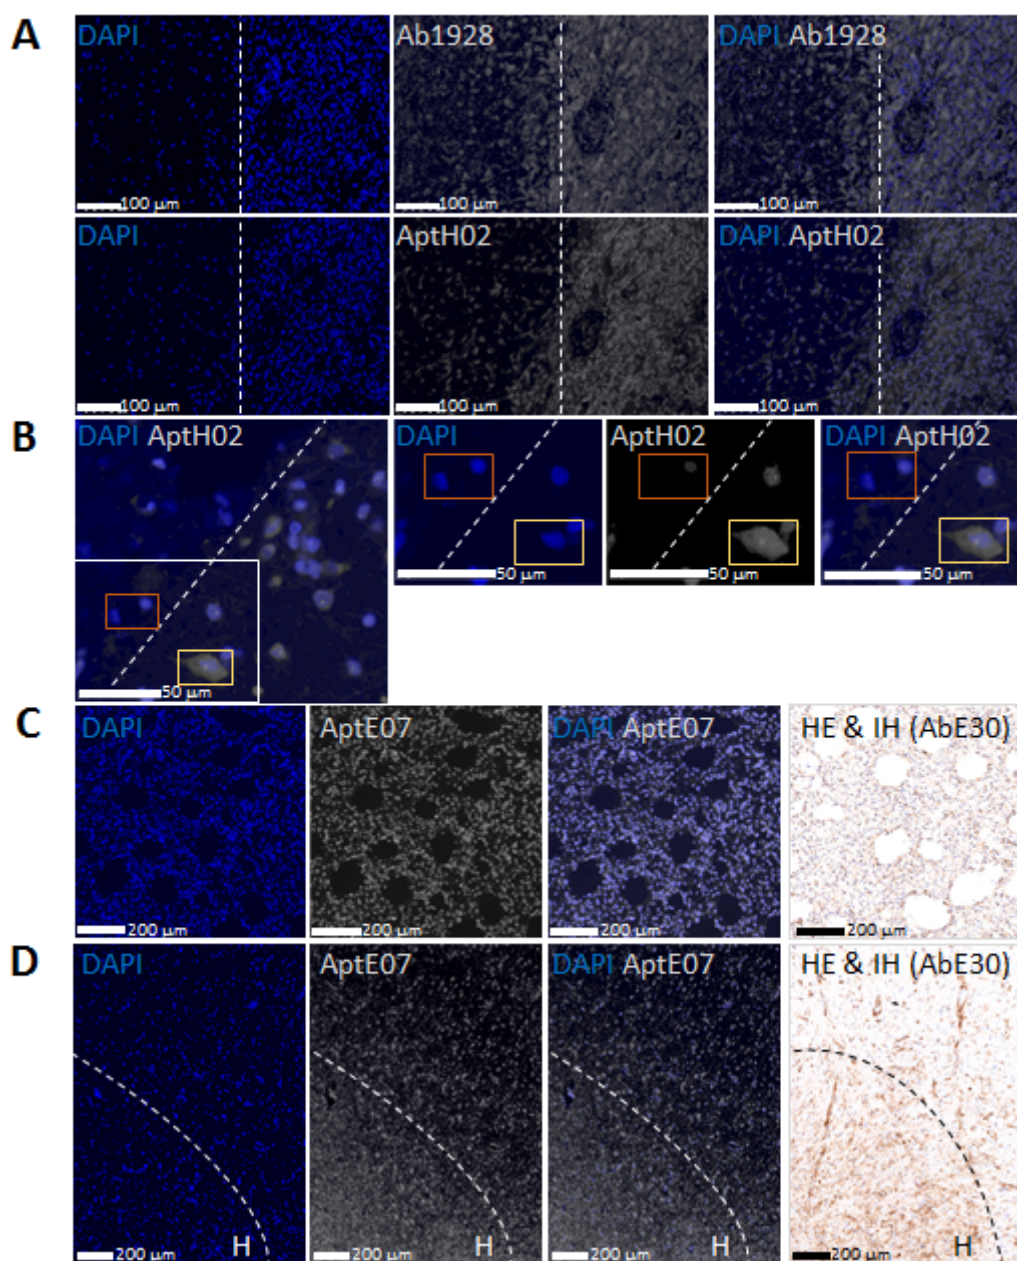 A
DAPI
Ab1928
DAPI Ab1928
100 µm
100 µm
100 µm
DAPI
AptH02
DAPI AptH02
100 µm
100 µm
100 µm
B
DAPI AptH02
DAPI
AptH02
DAPI AptH02
50 µm
50 µm
50 µm
50 µm
C
DAPI
AptE07
DAPI AptE07
HE & IH (AbE30)
200 µm
200 µm
200 µm
200 µm
D
DAPI
AptE07
DAPI AptE07
HE & IH (AbE30)
200 µm
H
200 µm
H
200 µm
H
200 µm
H